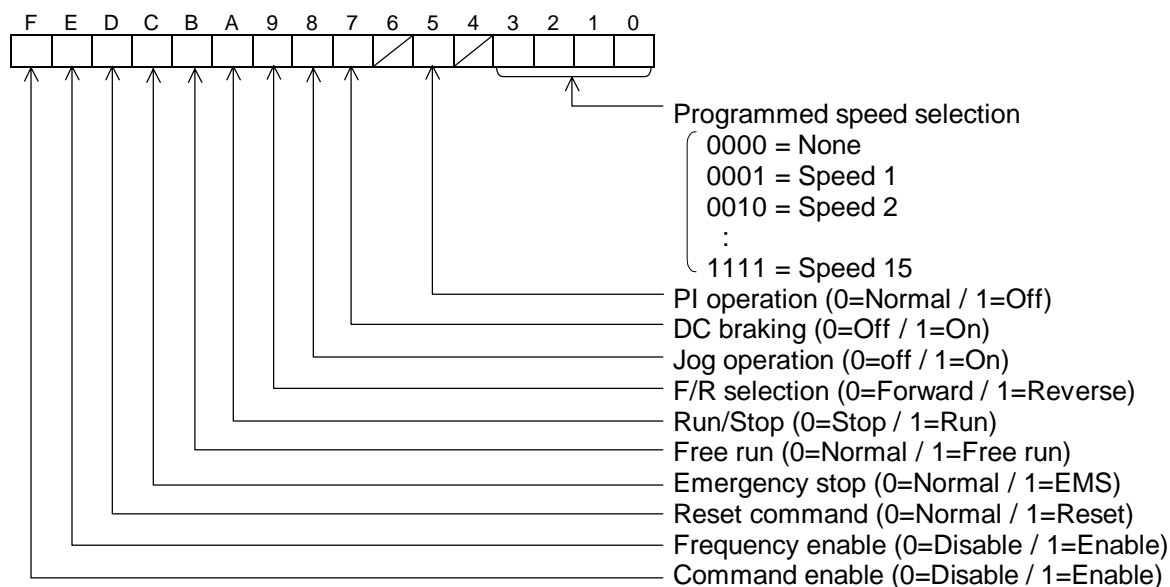 F E D C B A 9 8 7 6 5 4 3 2 1 0
Programmed speed selection
0000 = None
0001 = Speed 1
0010 = Speed 2
:
1111 = Speed 15
PI operation (0=Normal / 1=Off)
DC braking (0=Off / 1=On)
Jog operation (0=off / 1=On)
F/R selection (0=Forward / 1=Reverse)
Run/Stop (0=Stop / 1=Run)
Free run (0=Normal / 1=Free run)
Emergency stop (0=Normal / 1=EMS)
Reset command (0=Normal / 1=Reset)
Frequency enable (0=Disable / 1=Enable)
Command enable (0=Disable / 1=Enable)